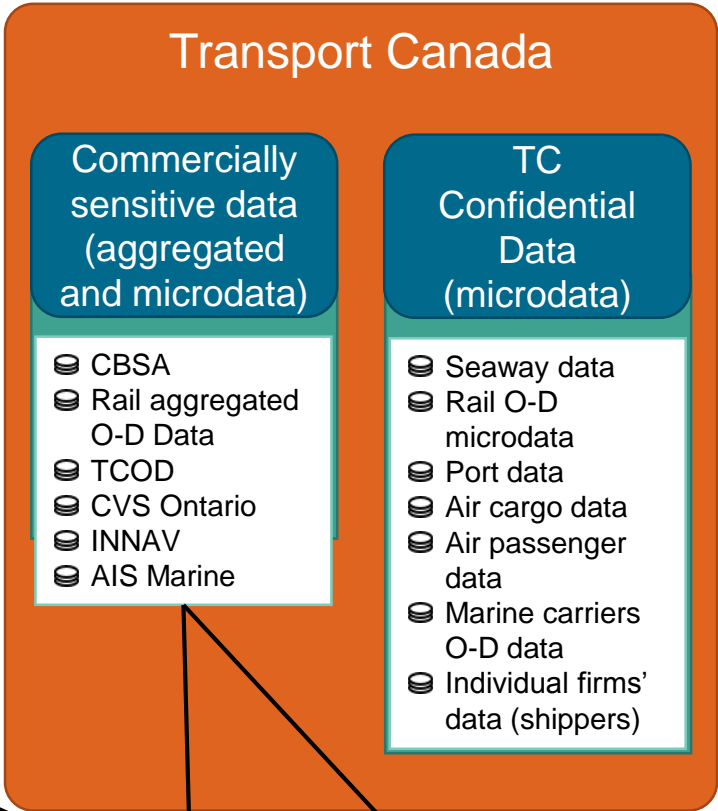 Transport Canada
Commercially
sensitive data
(aggregated
and microdata)
CBSA
Rail aggregated
O-D Data
TCOD
CVS Ontario
INNAV
AIS Marine
TC
Confidential
Data
(microdata)
Seaway data
Rail O-D
microdata
Port data
Air cargo data
Air passenger
data
Marine carriers
O-D data
Individual firms’
data (shippers)